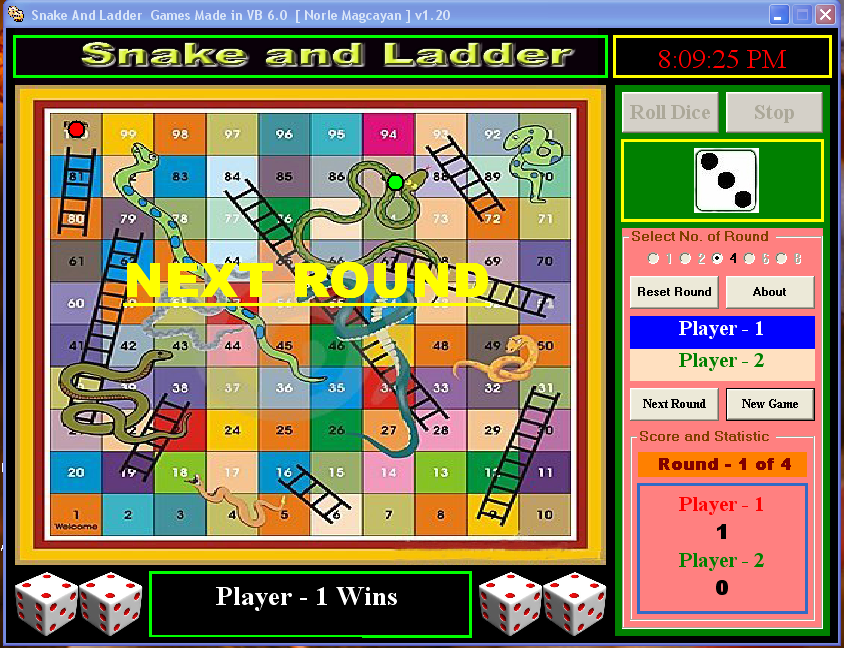 Snake And Ladder Games Made in VB 6.0 [ Norle Magcayan ] v1.20
Snake and Ladder
8:09:25 PM
Roll Dice Stop
99 98 97 96 95 94 93 92
81 83 84 85 86 88
80 79 78 77 76 73 72 71
61 64 69 70
NEXT ROUND
60
41 42 43 44 45 48 49 50
39 38 37 36 35 33 32 31
24 25 26 27 28 29
20 19 18 17 16 15 14 13 11
1 2 3 4 5 6 7 8 9 10
Welcome
Select No. of Round
1 2 4 6 8
Reset Round About
Player - 1
Player - 2
Next Round New Game
Score and Statistic
Round - 1 of 4
Player - 1
1
Player - 2
0
Player - 1 Wins